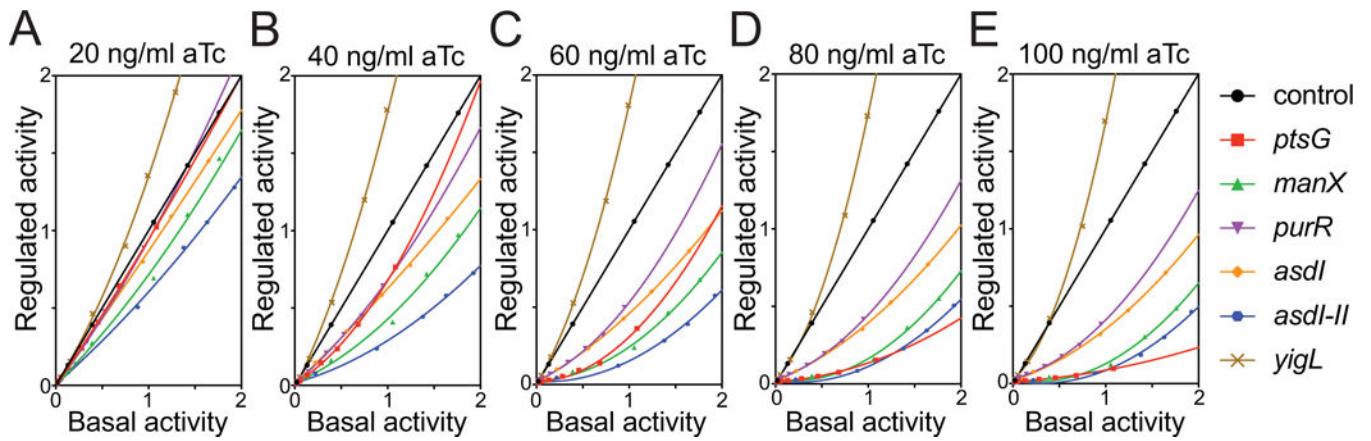 A
20 ng/ml aTc
Regulated activity
2
1
0
0
1
2
Basal activity
B
40 ng/ml aTc
Regulated activity
2
1
0
0
1
2
Basal activity
C
60 ng/ml aTc
Regulated activity
2
1
0
0
1
2
Basal activity
D
80 ng/ml aTc
Regulated activity
2
1
0
0
1
2
Basal activity
E
100 ng/ml aTc
Regulated activity
2
1
0
0
1
2
Basal activity
control
ptsG
manX
purR
asdI
asdI-II
yigL